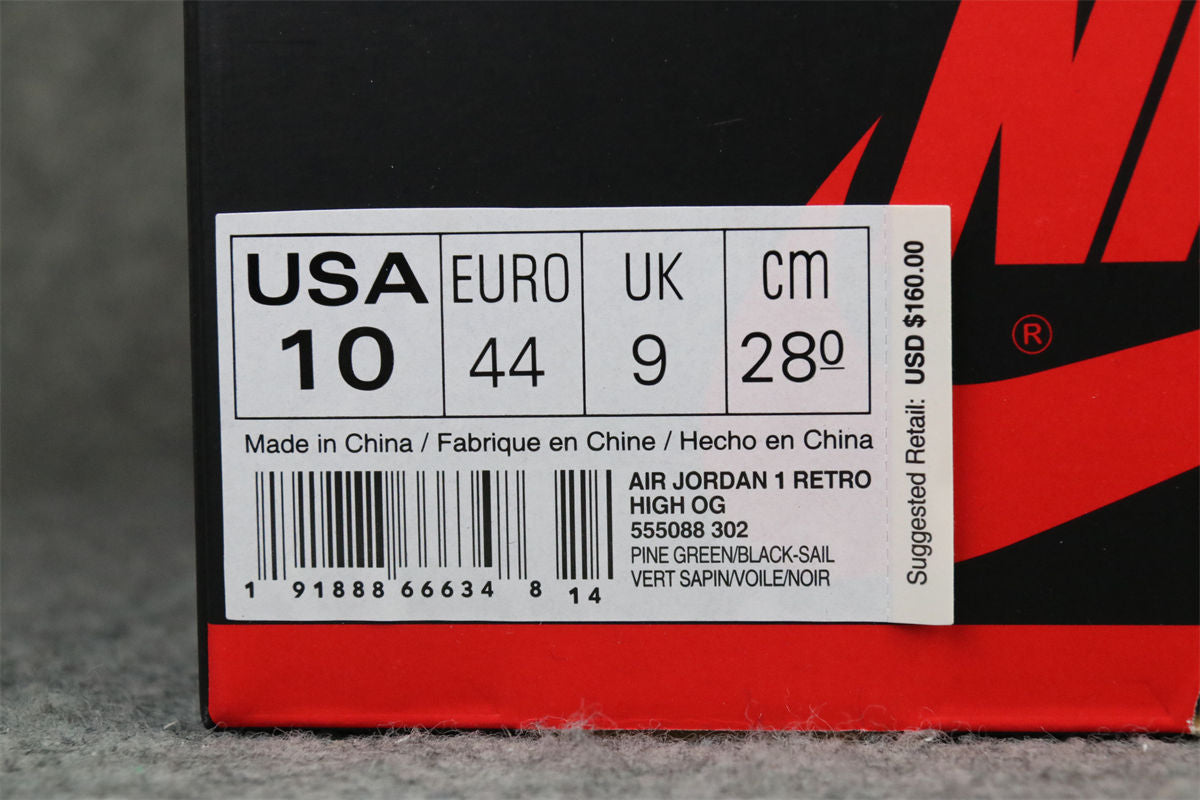 USA EURO UK cm
10 44 9 28⁰
Made in China / Fabrique en Chine / Hecho en China
AIR JORDAN 1 RETRO
HIGH OG
555088 302
PINE GREEN/BLACK-SAIL
VERT SAPIN/VOILE/NOIR
1 91888 66634 8 14
Suggested Retail: USD $160.00
®